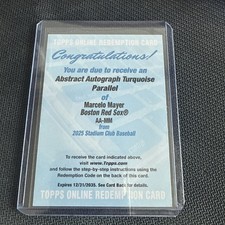 TOPPS ONLINE REDEMPTION CARD
Congratulations!
You are due to receive an
Abstract Autograph Turquoise
Parallel
of
Marcelo Mayer
Boston Red Sox®
AA-MM
from
2025 Stadium Club Baseball
To receive the card indicated above,
visit www.Topps.com
and follow the step-by-step instructions using the
Redemption Code on the back of this card.
Expires 12/31/2035. See Card Back for details.
TOPPS ONLINE REDEMPTION CARD